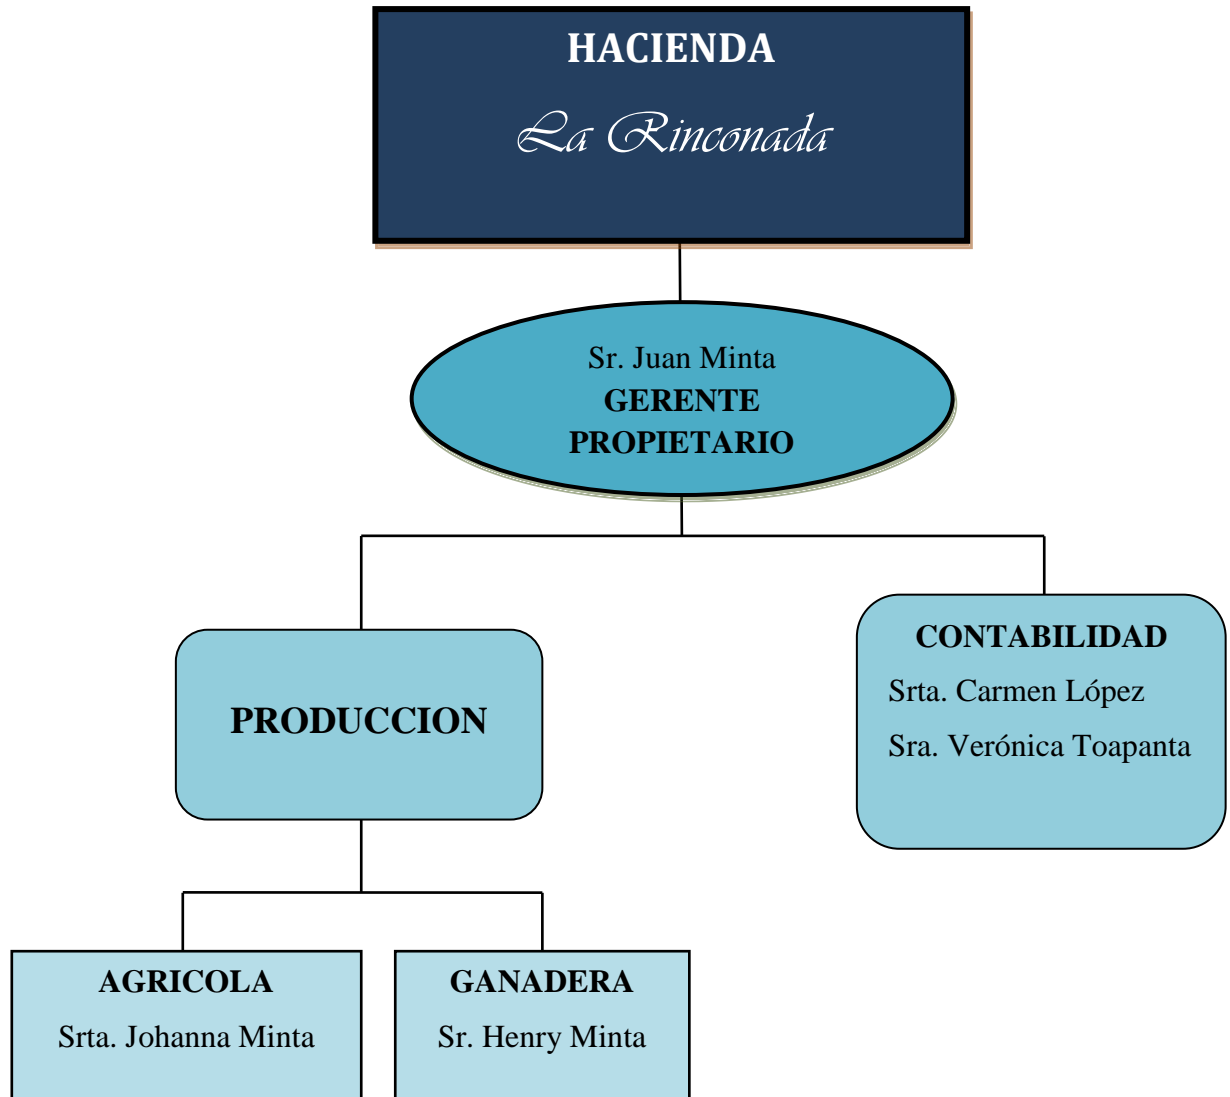 HACIENDA
La Rinconada
Sr. Juan Minta
GERENTE
PROPIETARIO
PRODUCCION
CONTABILIDAD
Srta. Carmen López
Sra. Verónica Toapanta
AGRICOLA
Srta. Johanna Minta
GANADERA
Sr. Henry Minta